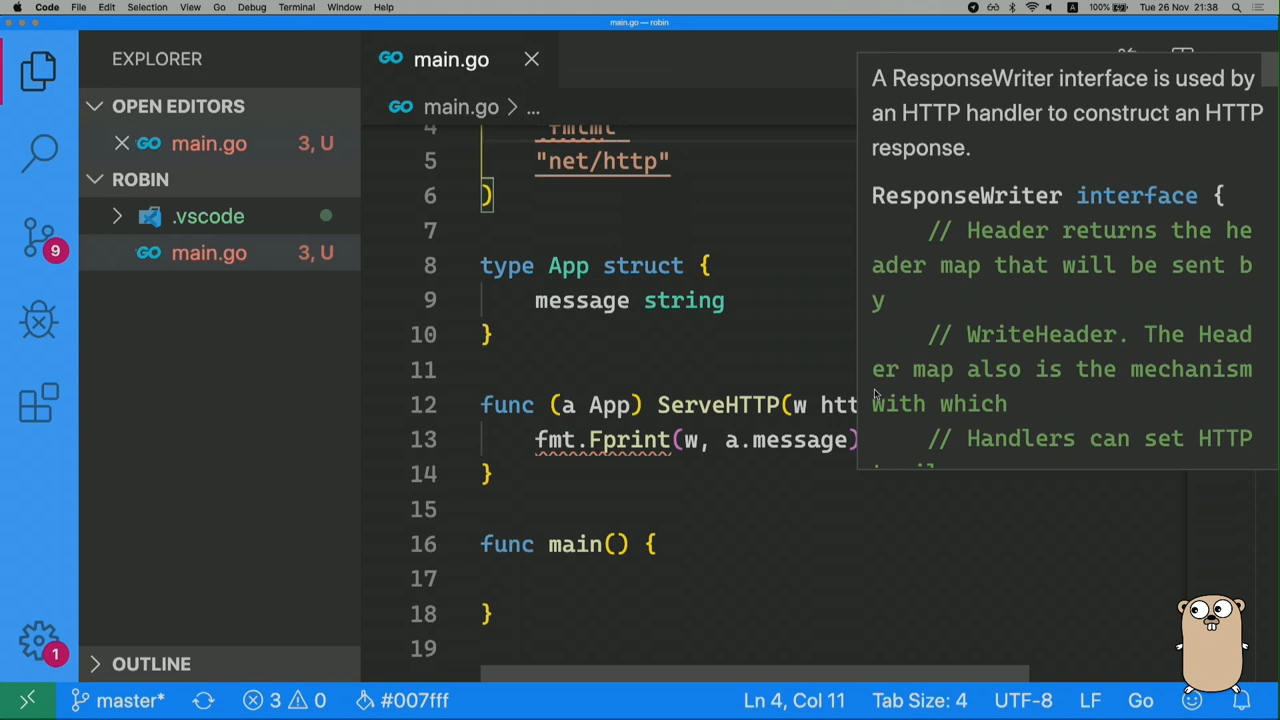 Code File Edit Selection View Go Debug Terminal Window Help
A 100% Tue 26 Nov 21:38
main.go — robin
EXPLORER
OPEN EDITORS
GO main.go 3, U
ROBIN
.vscode
GO main.go 3, U
OUTLINE
9
1
GO main.go
GO main.go > ...
4
5 "net/http"
6 )
7
8 type App struct {
9 message string
10 }
11
12 func (a App) ServeHTTP(w htt
13 fmt.Fprint(w, a.message)
14 }
15
16 func main() {
17
18 }
19
A ResponseWriter interface is used by
an HTTP handler to construct an HTTP
response.
ResponseWriter interface {
// Header returns the he
ader map that will be sent b
y
// WriteHeader. The Head
er map also is the mechanism
with which
// Handlers can set HTTP
master* 3 0 #007fff Ln 4, Col 11 Tab Size: 4 UTF-8 LF Go